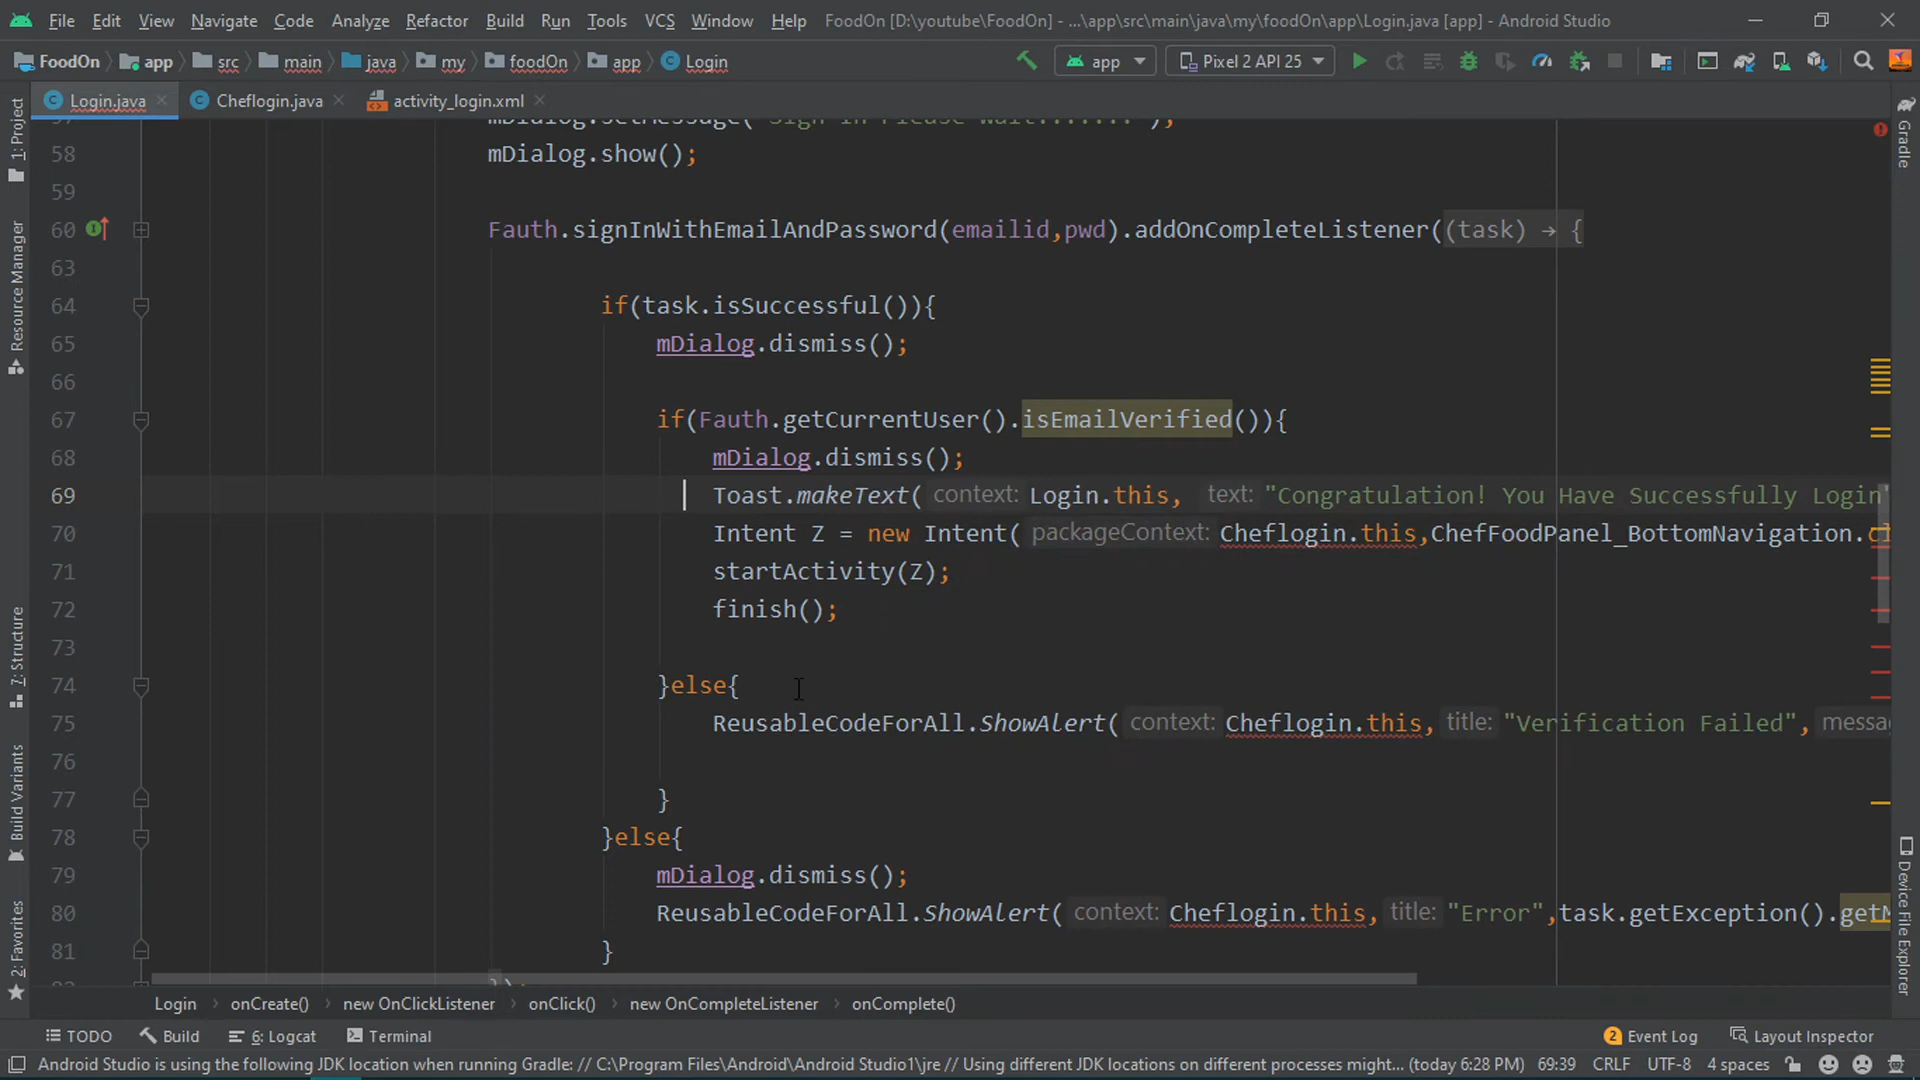 File Edit View Navigate Code Analyze Refactor Build Run Tools VCS Window Help FoodOn [D:\youtube\FoodOn] - ...\app\src\main\java\my\foodOn\app\Login.java [app] - Android Studio
FoodOn app src main java my foodOn app Login app Pixel 2 API 25
Login.java Cheflogin.java activity_login.xml
58 mDialog.show();
59
60 Fauth.signInWithEmailAndPassword(emailid,pwd).addOnCompleteListener((task) → {
63
64 if(task.isSuccessful()){
65 mDialog.dismiss();
66
67 if(Fauth.getCurrentUser().isEmailVerified()){
68 mDialog.dismiss();
69 Toast.makeText( context: Login.this, text: "Congratulation! You Have Successfully Login"
70 Intent Z = new Intent( packageContext: Cheflogin.this,ChefFoodPanel_BottomNavigation.cl
71 startActivity(Z);
72 finish();
73
74 }else{
75 ReusableCodeForAll.ShowAlert( context: Cheflogin.this, title: "Verification Failed", messa
76
77 }
78 }else{
79 mDialog.dismiss();
80 ReusableCodeForAll.ShowAlert( context: Cheflogin.this, title: "Error",task.getException().getM
81 }
Login onCreate() new OnClickListener onClick() new OnCompleteListener onComplete()
TODO Build 6: Logcat Terminal 2 Event Log Layout Inspector
Android Studio is using the following JDK location when running Gradle: // C:\Program Files\Android\Android Studio1\jre // Using different JDK locations on different processes might... (today 6:28 PM) 69:39 CRLF UTF-8 4 spaces
1: Project
Resource Manager
7: Structure
Build Variants
2: Favorites
Gradle
Device File Explorer